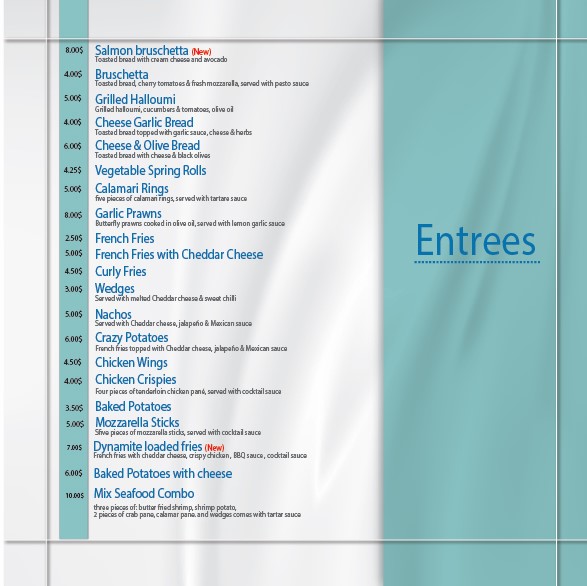 Entrees
8.00$ Salmon bruschetta (New)
Toasted bread with cream cheese and avocado
4.00$ Bruschetta
Toasted bread, cherry tomatoes & fresh mozzarella, served with pesto sauce
5.00$ Grilled Halloumi
Grilled halloumi, cucumbers & tomatoes, olive oil
4.00$ Cheese Garlic Bread
Toasted bread topped with garlic sauce, cheese & herbs
6.00$ Cheese & Olive Bread
Toasted bread with cheese & black olives
4.25$ Vegetable Spring Rolls
5.00$ Calamari Rings
five pieces of calamari rings, served with tartare sauce
8.00$ Garlic Prawns
Butterfly prawns cooked in olive oil, served with lemon garlic sauce
2.50$ French Fries
5.00$ French Fries with Cheddar Cheese
4.50$ Curly Fries
3.00$ Wedges
Served with melted Cheddar cheese & sweet chilli
5.00$ Nachos
Served with Cheddar cheese, jalapeño & Mexican sauce
6.00$ Crazy Potatoes
French fries topped with Cheddar cheese, jalapeño & Mexican sauce
4.50$ Chicken Wings
4.00$ Chicken Crispies
Four pieces of tenderloin chicken pané, served with cocktail sauce
3.50$ Baked Potatoes
5.00$ Mozzarella Sticks
5five pieces of mozzarella sticks, served with cocktail sauce
7.00$ Dynamite loaded fries (New)
French fries with cheddar cheese, crispy chicken, BBQ sauce, cocktail sauce
6.00$ Baked Potatoes with cheese
10.00$ Mix Seafood Combo
three pieces of: butter fried shrimp, shrimp potato,
2 pieces of crab pane, calamar pane. and wedges comes with tartar sauce